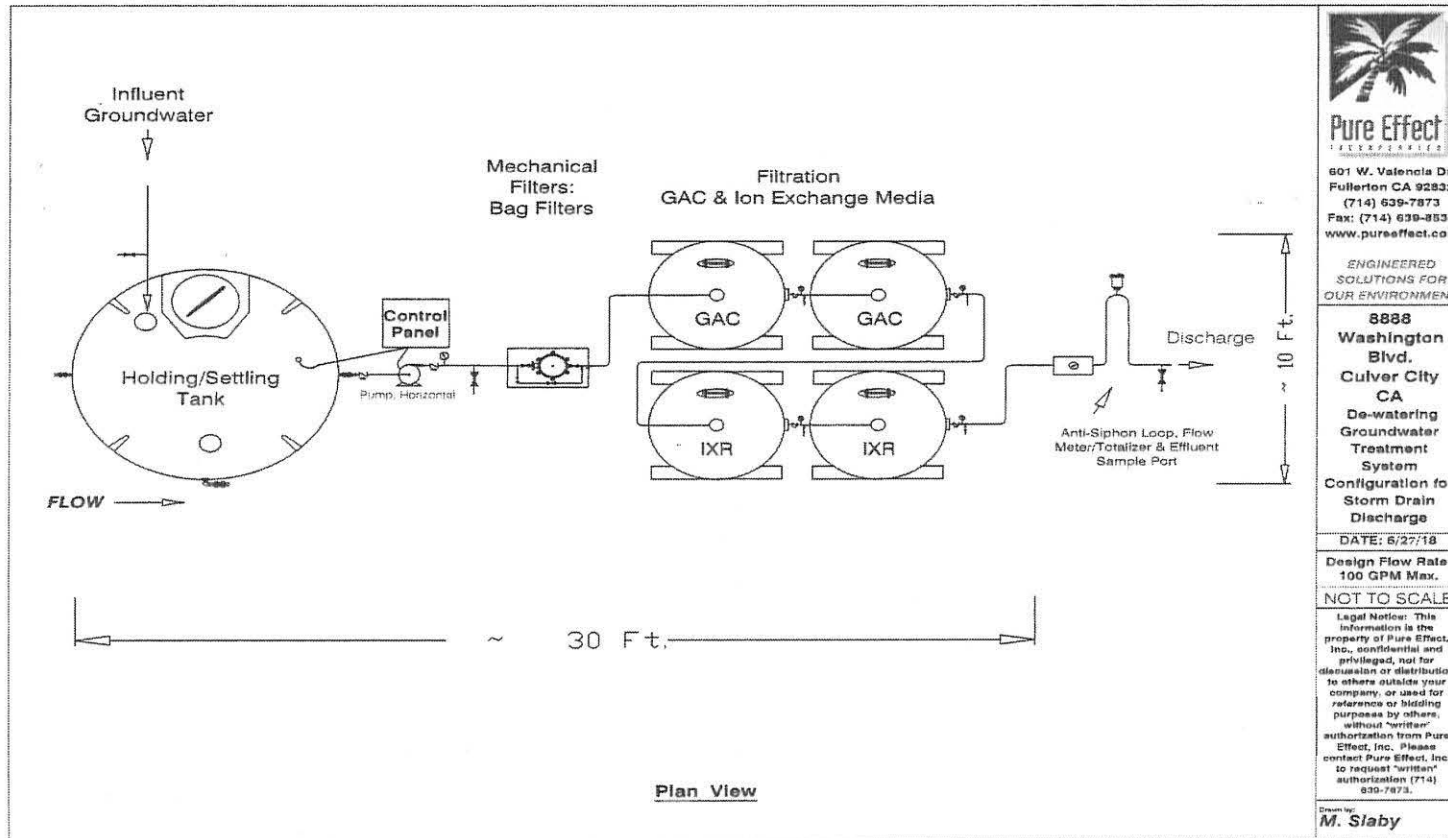 Influent
Groundwater
Mechanical
Filters:
Bag Filters
Filtration
GAC & Ion Exchange Media
Control
Panel
GAC
GAC
Discharge
~ 10 Ft.
Holding/Settling
Tank
Pump, Horizontal
IXR
IXR
Anti-Siphon Loop, Flow
Meter/Totalizer & Effluent
Sample Port
FLOW
~ 30 Ft.
Plan View
Pure Effect
INCORPORATED
601 W. Valencia D
Fullerton CA 9283
(714) 639-7873
Fax: (714) 639-853
www.pureeffect.co
ENGINEERED
SOLUTIONS FOR
OUR ENVIRONMEN
8888
Washington
Blvd.
Culver City
CA
De-watering
Groundwater
Treatment
System
Configuration fo
Storm Drain
Discharge
DATE: 6/27/18
Design Flow Rate
100 GPM Max.
NOT TO SCALE
Legal Notice: This
information is the
property of Pure Effect,
Inc., confidential and
privileged, not for
discussion or distributio
to others outside your
company, or used for
reference or bidding
purposes by others,
without "written"
authorization from Pure
Effect, Inc. Please
contact Pure Effect, Inc
to request "written"
authorization (714)
639-7873.
Drawn by:
M. Slaby